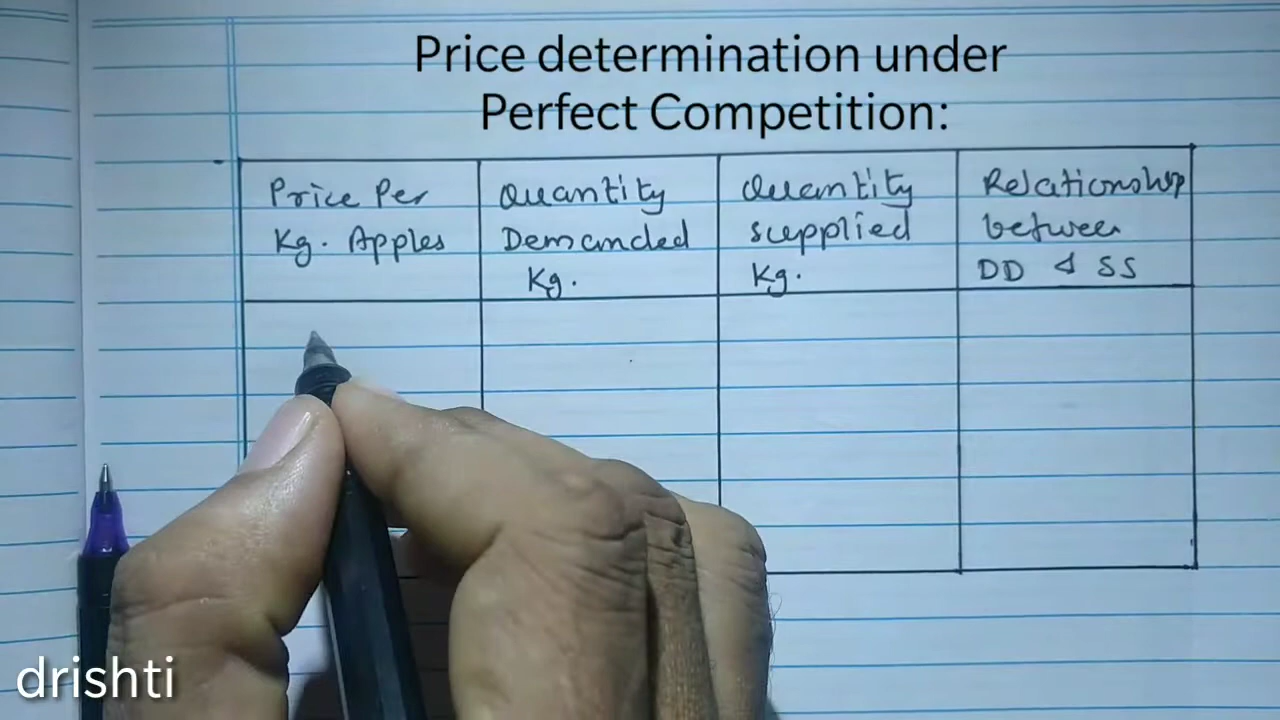 Price determination under
Perfect Competition:
Price Per
Kg. Apples
Quantity
Demanded
Kg.
Quantity
supplied
Kg.
Relationship
between
DD & SS
drishti